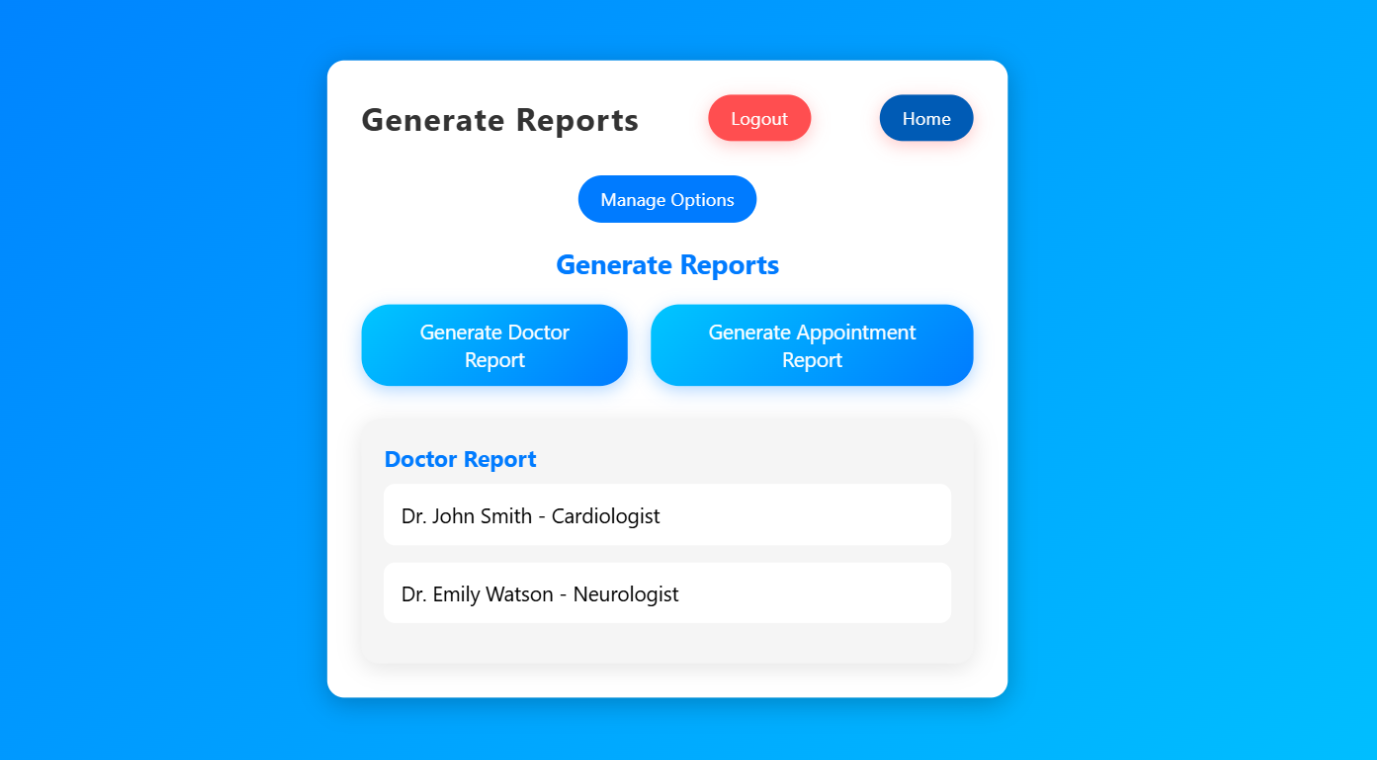 Generate Reports
Logout
Home
Manage Options
Generate Reports
Generate Doctor
Report
Generate Appointment
Report
Doctor Report
Dr. John Smith - Cardiologist
Dr. Emily Watson - Neurologist